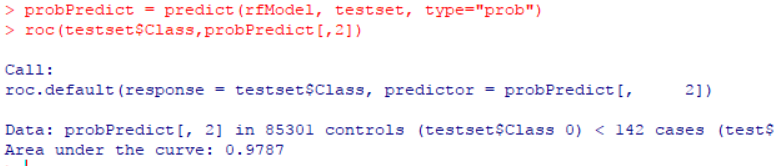 > probPredict = predict(rfModel, testset, type="prob")
> roc(testset$Class,probPredict[,2])
Call:
roc.default(response = testset$Class, predictor = probPredict[,     2])
Data: probPredict[, 2] in 85301 controls (testset$Class 0) < 142 cases (test$
Area under the curve: 0.9787